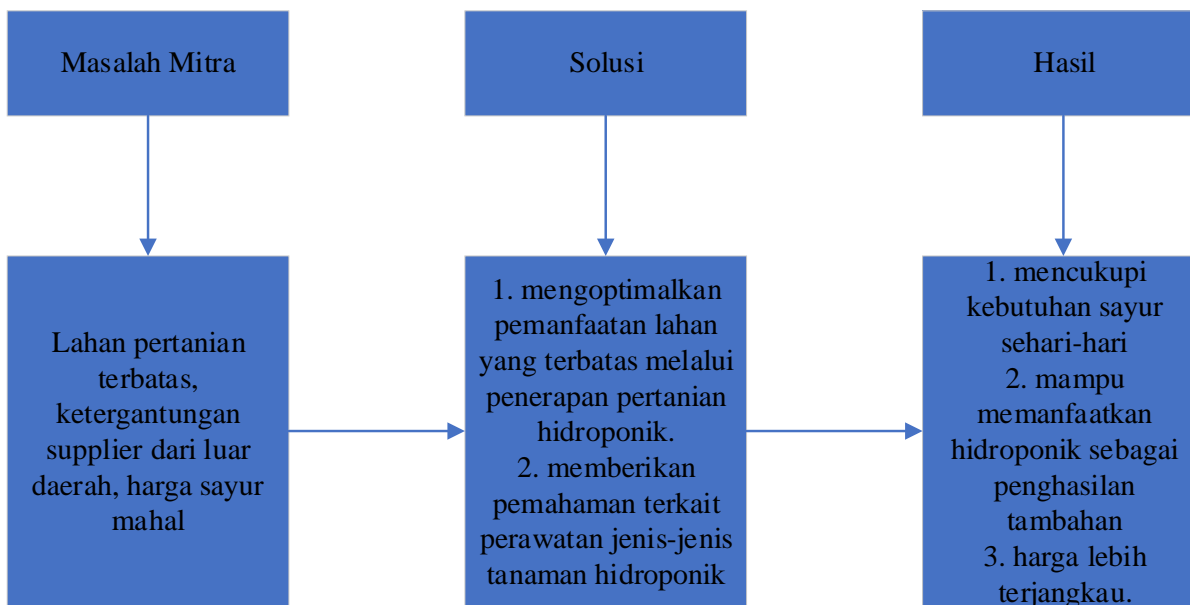 Masalah Mitra
Solusi
Hasil
Lahan pertanian
terbatas,
ketergantungan
supplier dari luar
daerah, harga sayur
mahal
1. mengoptimalkan
pemanfaatan lahan
yang terbatas melalui
penerapan pertanian
hidroponik.
2. memberikan
pemahaman terkait
perawatan jenis-jenis
tanaman hidroponik
1. mencukupi
kebutuhan sayur
sehari-hari
2. mampu
memanfaatkan
hidroponik sebagai
penghasilan
tambahan
3. harga lebih
terjangkau.